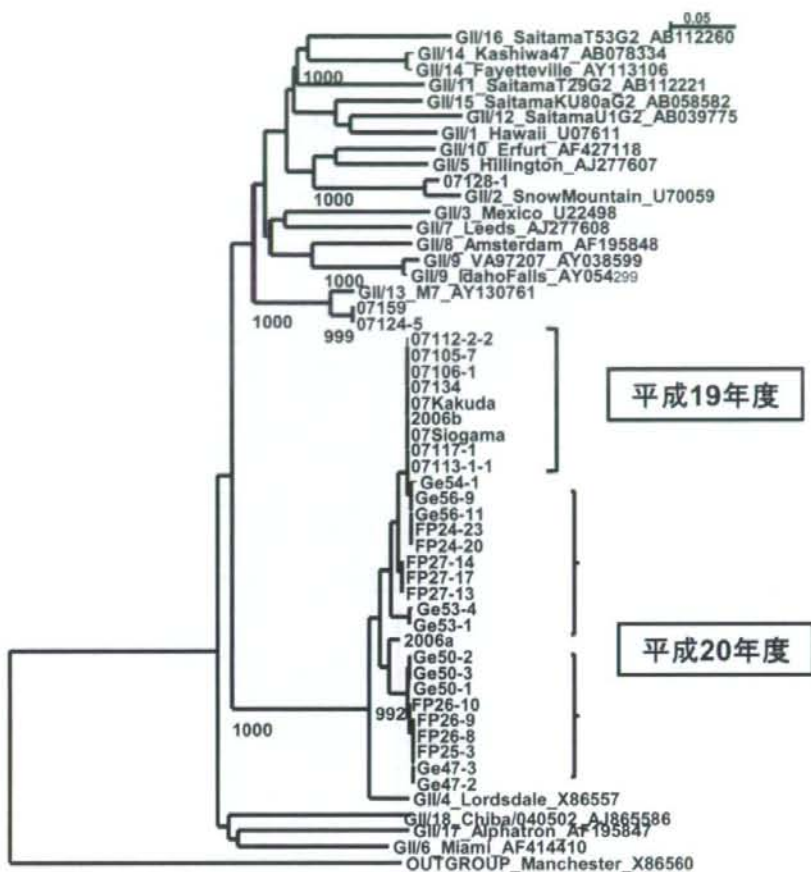 0.05
GII/16_SaitamaT53G2_AB112260
GII/14_Kashiwa47_AB078334
1000
GII/14_Fayetteville_AY113106
GII/11_SaitamaT29G2_AB112221
GII/15_SaitamaKU80aG2_AB058582
GII/12_SaitamaU1G2_AB039775
GII/1_Hawaii_U07611
GII/10_Erfurt_AF427118
GII/5_Hillington_AJ277607
07128-1
1000
GII/2_SnowMountain_U70059
GII/3_Mexico_U22498
GII/7_Leeds_AJ277608
GII/8_Amsterdam_AF195848
GII/9_VA97207_AY038599
GII/9_IdahoFalls_AY054299
1000
GII/13_M7_AY130761
07159
1000
07124-5
999
07112-2-2
07105-7
07106-1
07134
07Kakuda
2006b
07Siogama
07117-1
07113-1-1
平成19年度
Ge54-1
Ge56-9
Ge56-11
FP24-23
FP24-20
FP27-14
FP27-17
FP27-13
Ge53-4
Ge53-1
2006a
平成20年度
Ge50-2
Ge50-3
Ge50-1
FP26-10
992
FP26-9
1000
FP26-8
FP25-3
Ge47-3
Ge47-2
GII/4_Lordsdale_X86557
GII/18_Chiba/040502_AJ865586
GII/17_Alphatron_AF195847
GII/6_Miami_AF414410
OUTGROUP_Manchester_X86560